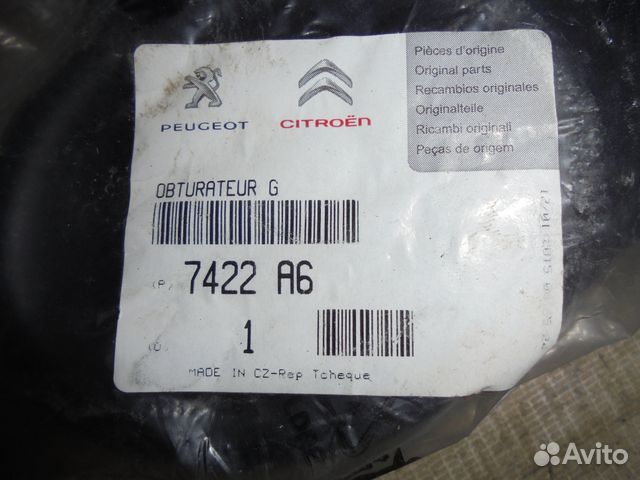 PEUGEOT
CITROËN
Pièces d'origine
Original parts
Recambios originales
Originalteile
Ricambi originali
Peças de origem
OBTURATEUR G
(P) 7422 A6
(Q) 1
MADE IN CZ-Rep Tcheque
Avito